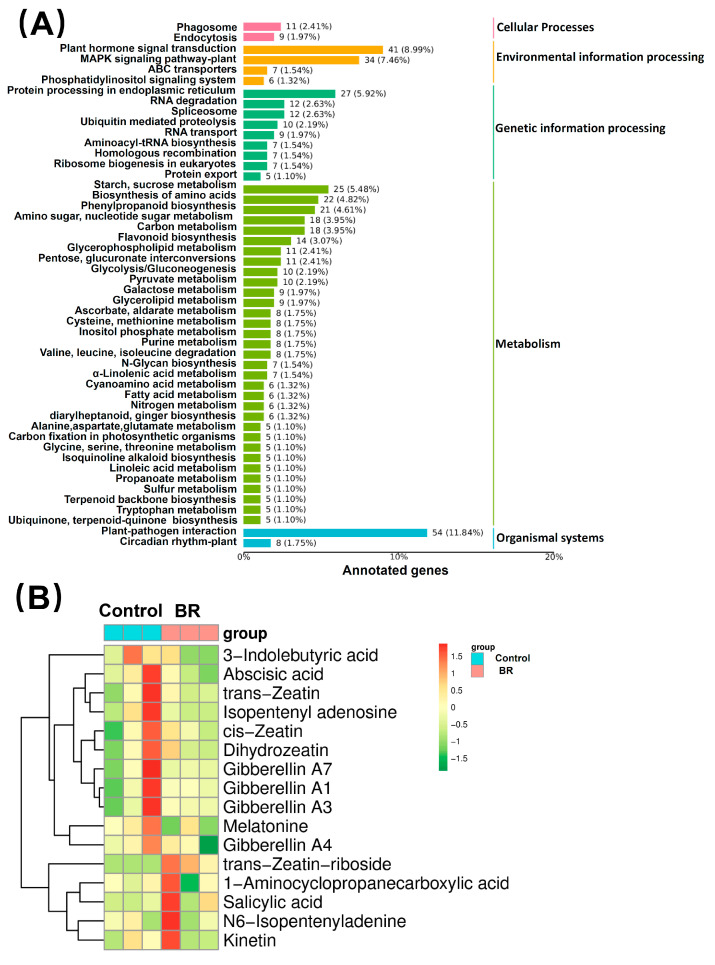 (A)
Phagosome 11 (2.41%)
Endocytosis 9 (1.97%)
Cellular Processes
Plant hormone signal transduction 41 (8.99%)
MAPK signaling pathway-plant 34 (7.46%)
ABC transporters 7 (1.54%)
Phosphatidylinositol signaling system 6 (1.32%)
Environmental information processing
Protein processing in endoplasmic reticulum 27 (5.92%)
RNA degradation 12 (2.63%)
Spliceosome 12 (2.63%)
Ubiquitin mediated proteolysis 10 (2.19%)
RNA transport 9 (1.97%)
Aminoacyl-tRNA biosynthesis 7 (1.54%)
Homologous recombination 7 (1.54%)
Ribosome biogenesis in eukaryotes 7 (1.54%)
Protein export 5 (1.10%)
Genetic information processing
Starch, sucrose metabolism 25 (5.48%)
Biosynthesis of amino acids 22 (4.82%)
Phenylpropanoid biosynthesis 21 (4.61%)
Amino sugar, nucleotide sugar metabolism 18 (3.95%)
Carbon metabolism 18 (3.95%)
Flavonoid biosynthesis 14 (3.07%)
Glycerophospholipid metabolism 11 (2.41%)
Pentose, glucuronate interconversions 11 (2.41%)
Glycolysis/Gluconeogenesis 10 (2.19%)
Pyruvate metabolism 10 (2.19%)
Galactose metabolism 9 (1.97%)
Glycerolipid metabolism 9 (1.97%)
Ascorbate, aldarate metabolism 8 (1.75%)
Cysteine, methionine metabolism 8 (1.75%)
Inositol phosphate metabolism 8 (1.75%)
Purine metabolism 8 (1.75%)
Valine, leucine, isoleucine degradation 8 (1.75%)
N-Glycan biosynthesis 7 (1.54%)
α-Linolenic acid metabolism 7 (1.54%)
Cyanoamino acid metabolism 6 (1.32%)
Fatty acid metabolism 6 (1.32%)
Nitrogen metabolism 6 (1.32%)
diarylheptanoid, ginger biosynthesis 6 (1.32%)
Alanine,aspartate,glutamate metabolism 5 (1.10%)
Carbon fixation in photosynthetic organisms 5 (1.10%)
Glycine, serine, threonine metabolism 5 (1.10%)
Isoquinoline alkaloid biosynthesis 5 (1.10%)
Linoleic acid metabolism 5 (1.10%)
Propanoate metabolism 5 (1.10%)
Sulfur metabolism 5 (1.10%)
Terpenoid backbone biosynthesis 5 (1.10%)
Tryptophan metabolism 5 (1.10%)
Ubiquinone, terpenoid-quinone biosynthesis 5 (1.10%)
Metabolism
Plant-pathogen interaction 54 (11.84%)
Circadian rhythm-plant 8 (1.75%)
Organismal systems
0% 10% 20%
Annotated genes
(B)
Control BR
group
3-Indolebutyric acid
Abscisic acid
trans-Zeatin
Isopentenyl adenosine
cis-Zeatin
Dihydrozeatin
Gibberellin A7
Gibberellin A1
Gibberellin A3
Melatonine
Gibberellin A4
trans-Zeatin-riboside
1-Aminocyclopropanecarboxylic acid
Salicylic acid
N6-Isopentenyladenine
Kinetin
1.5
1
0.5
0
-0.5
-1
-1.5
group
Control
BR